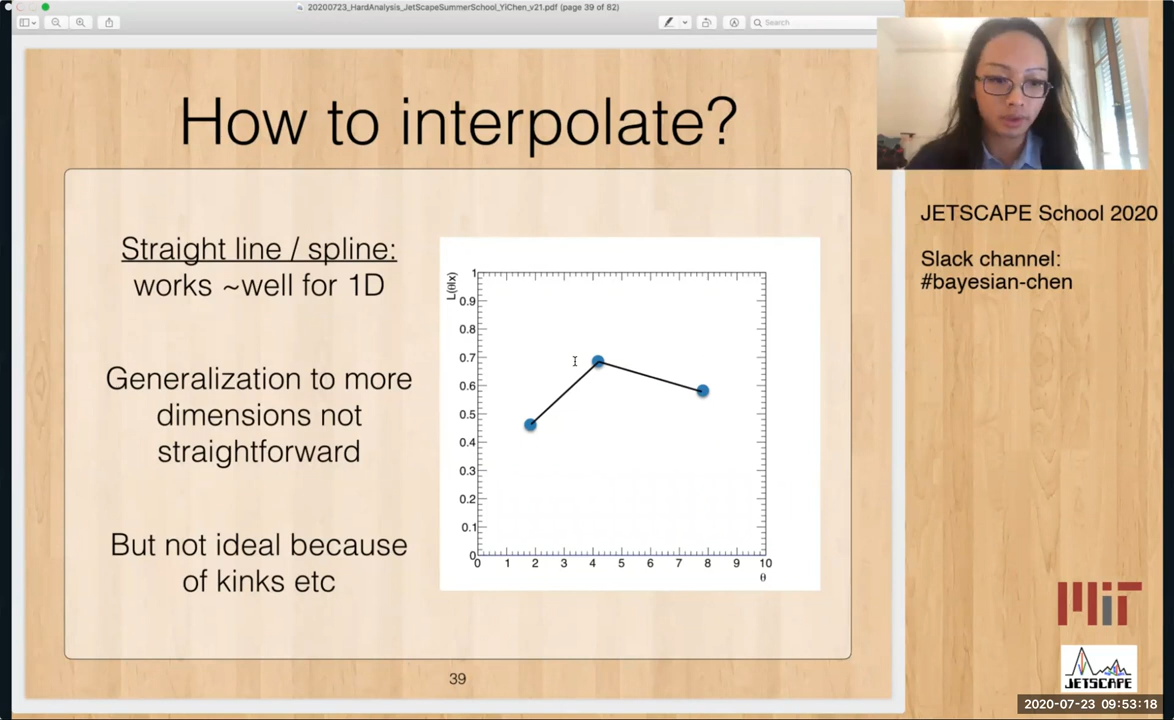 20200723_HardAnalysis_JetScapeSummerSchool_YiChen_v21.pdf (page 39 of 82)
Search
How to interpolate?
Straight line / spline:
works ~well for 1D
Generalization to more
dimensions not
straightforward
But not ideal because
of kinks etc
L(θ|x)
1
0.9
0.8
0.7
0.6
0.5
0.4
0.3
0.2
0.1
0
0 1 2 3 4 5 6 7 8 9 10
θ
39
JETSCAPE School 2020
Slack channel:
#bayesian-chen
MIT
JETSCAPE
2020-07-23 09:53:18